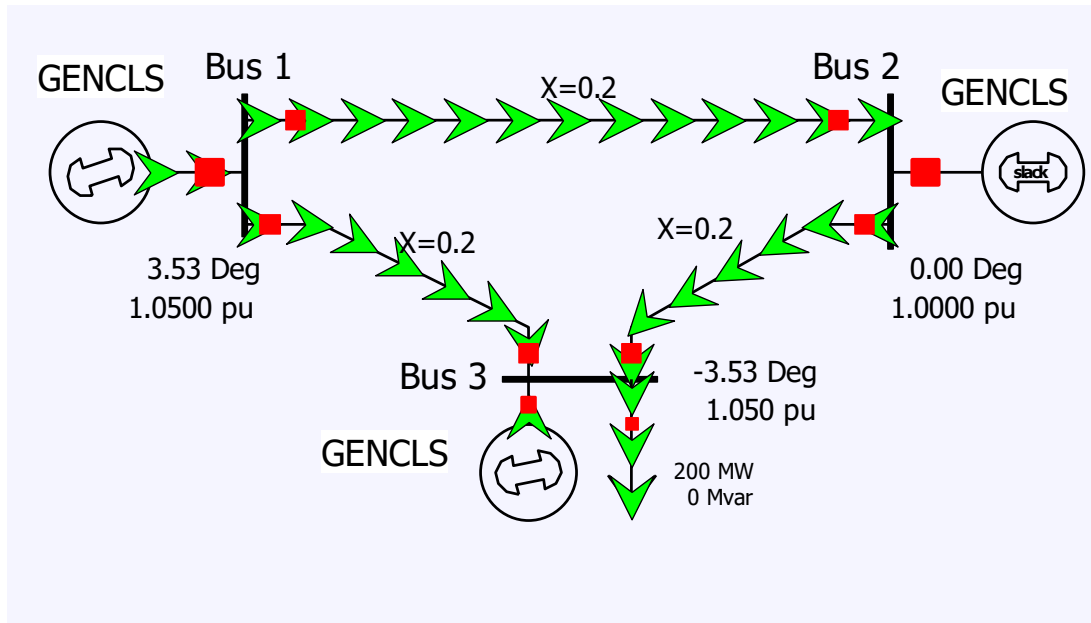 GENCLS
Bus 1
X=0.2
Bus 2
GENCLS
slack
X=0.2
X=0.2
3.53 Deg
1.0500 pu
0.00 Deg
1.0000 pu
Bus 3
-3.53 Deg
1.050 pu
GENCLS
200 MW
0 Mvar